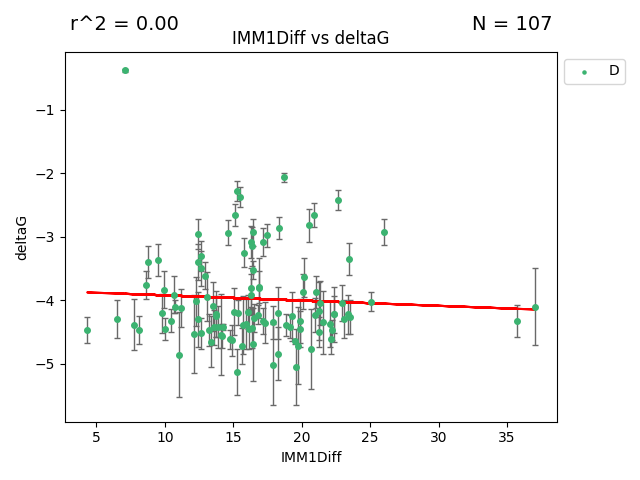 r^2 = 0.00
N = 107
IMM1Diff vs deltaG
D
−1
−2
−3
−4
−5
deltaG
5 10 15 20 25 30 35
IMM1Diff